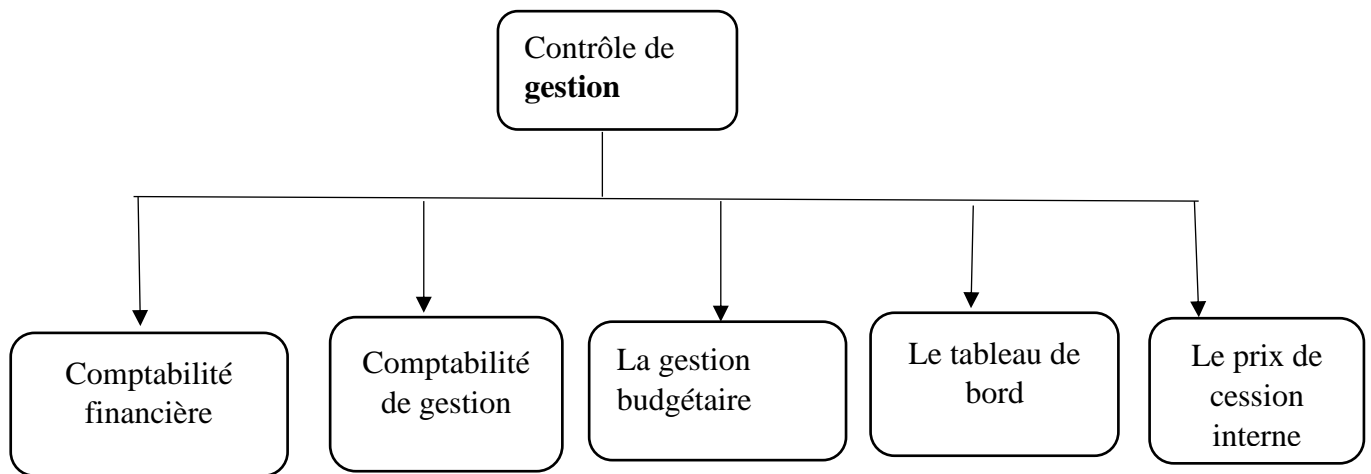 Contrôle de
gestion
Comptabilité
financière
Comptabilité
de gestion
La gestion
budgétaire
Le tableau de
bord
Le prix de
cession
interne